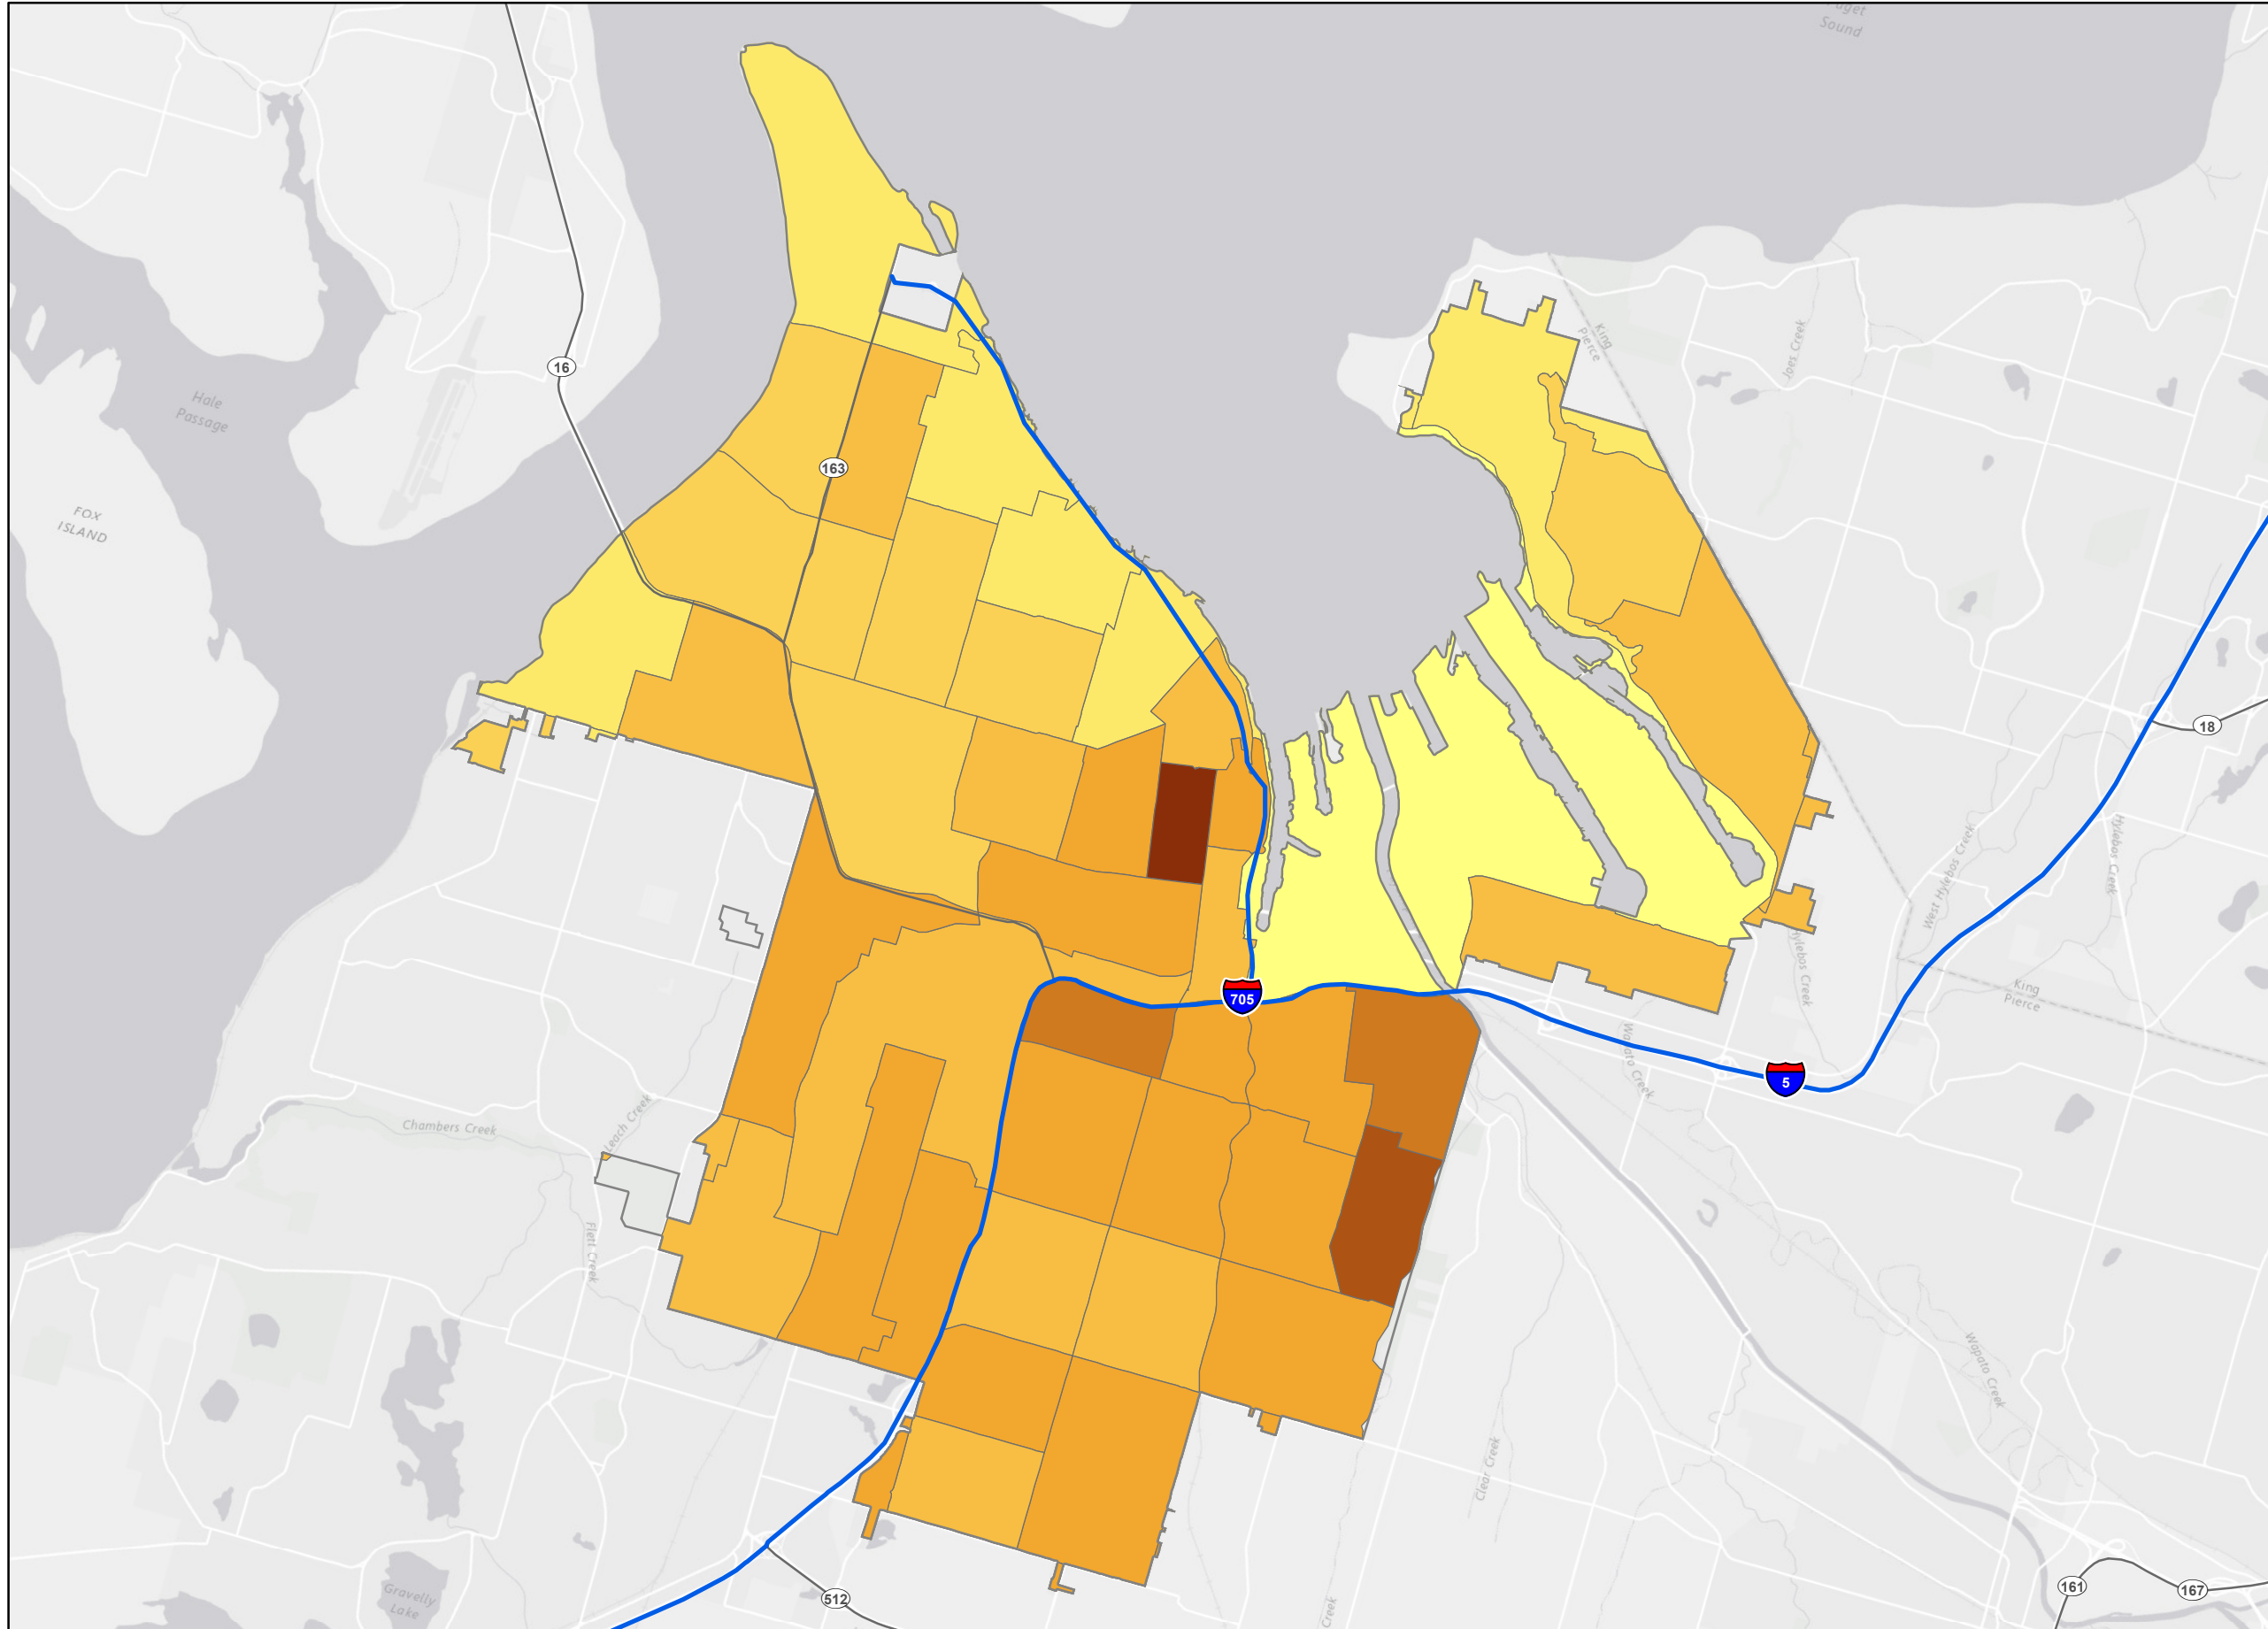 Puget
Sound
King
Pierce
Joes Creek
16
Hale
Passage
163
FOX
ISLAND
18
Hylebos Creek
West Hylebos Creek
Hylebos Creek
King
Pierce
705
Wapato Creek
5
Leach Creek
Chambers Creek
Flett Creek
Wapato Creek
Clear Creek
Gravelly
Lake
512
Creek
161
167